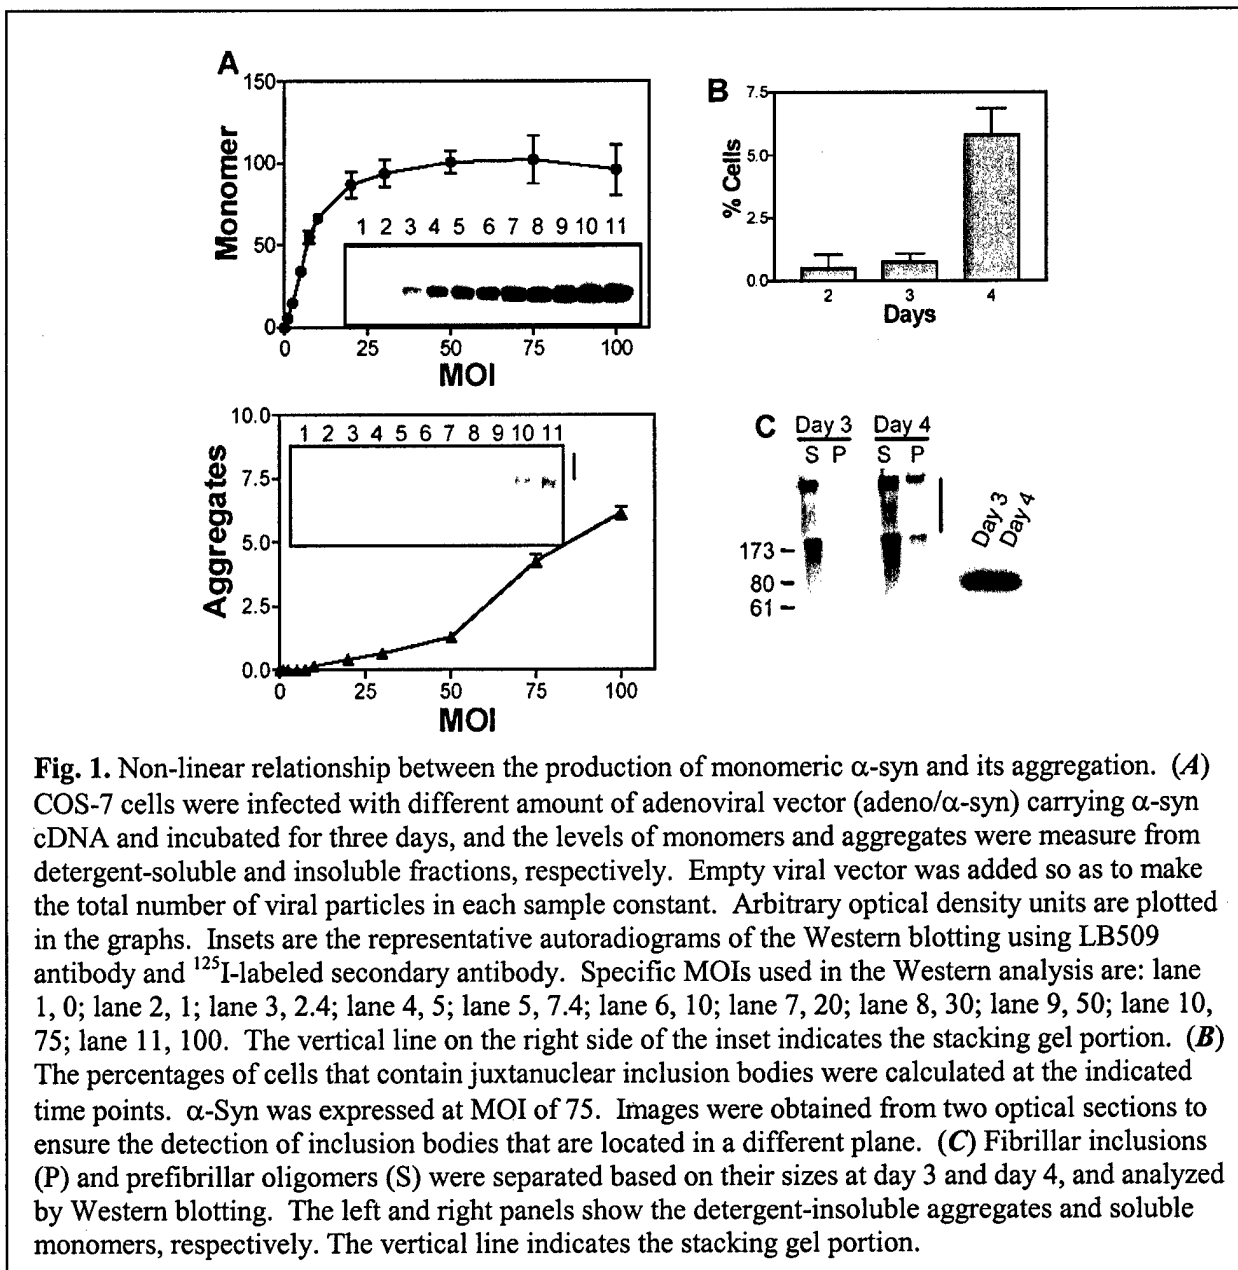 A
150
100
50
0
Monomer
1 2 3 4 5 6 7 8 9 10 11
0 25 50 75 100
MOI
B
7.5
5.0
2.5
0.0
% Cells
2 3 4
Days
10.0
7.5
5.0
2.5
0.0
Aggregates
1 2 3 4 5 6 7 8 9 10 11
0 25 50 75 100
MOI
C Day 3 Day 4
S P S P
173
80
61
Day 3
Day 4
Fig. 1. Non-linear relationship between the production of monomeric α-syn and its aggregation. (A)
COS-7 cells were infected with different amount of adenoviral vector (adeno/α-syn) carrying α-syn
cDNA and incubated for three days, and the levels of monomers and aggregates were measure from
detergent-soluble and insoluble fractions, respectively. Empty viral vector was added so as to make
the total number of viral particles in each sample constant. Arbitrary optical density units are plotted
in the graphs. Insets are the representative autoradiograms of the Western blotting using LB509
antibody and ¹²⁵I-labeled secondary antibody. Specific MOIs used in the Western analysis are: lane
1, 0; lane 2, 1; lane 3, 2.4; lane 4, 5; lane 5, 7.4; lane 6, 10; lane 7, 20; lane 8, 30; lane 9, 50; lane 10,
75; lane 11, 100. The vertical line on the right side of the inset indicates the stacking gel portion. (B)
The percentages of cells that contain juxtanuclear inclusion bodies were calculated at the indicated
time points. α-Syn was expressed at MOI of 75. Images were obtained from two optical sections to
ensure the detection of inclusion bodies that are located in a different plane. (C) Fibrillar inclusions
(P) and prefibrillar oligomers (S) were separated based on their sizes at day 3 and day 4, and analyzed
by Western blotting. The left and right panels show the detergent-insoluble aggregates and soluble
monomers, respectively. The vertical line indicates the stacking gel portion.